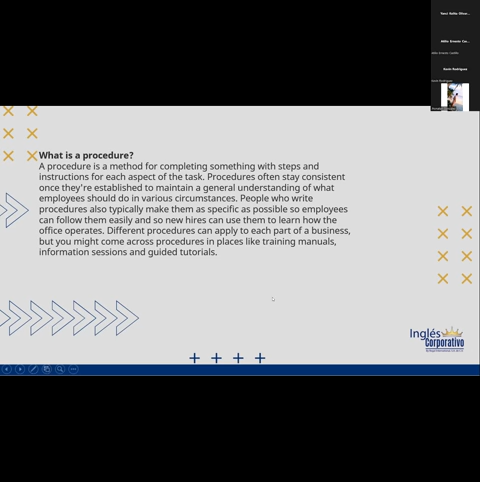 What is a procedure?
A procedure is a method for completing something with steps and
instructions for each aspect of the task. Procedures often stay consistent
once they're established to maintain a general understanding of what
employees should do in various circumstances. People who write
procedures also typically make them as specific as possible so employees
can follow them easily and so new hires can use them to learn how the
office operates. Different procedures can apply to each part of a business,
but you might come across procedures in places like training manuals,
information sessions and guided tutorials.
Inglés
Corporativo